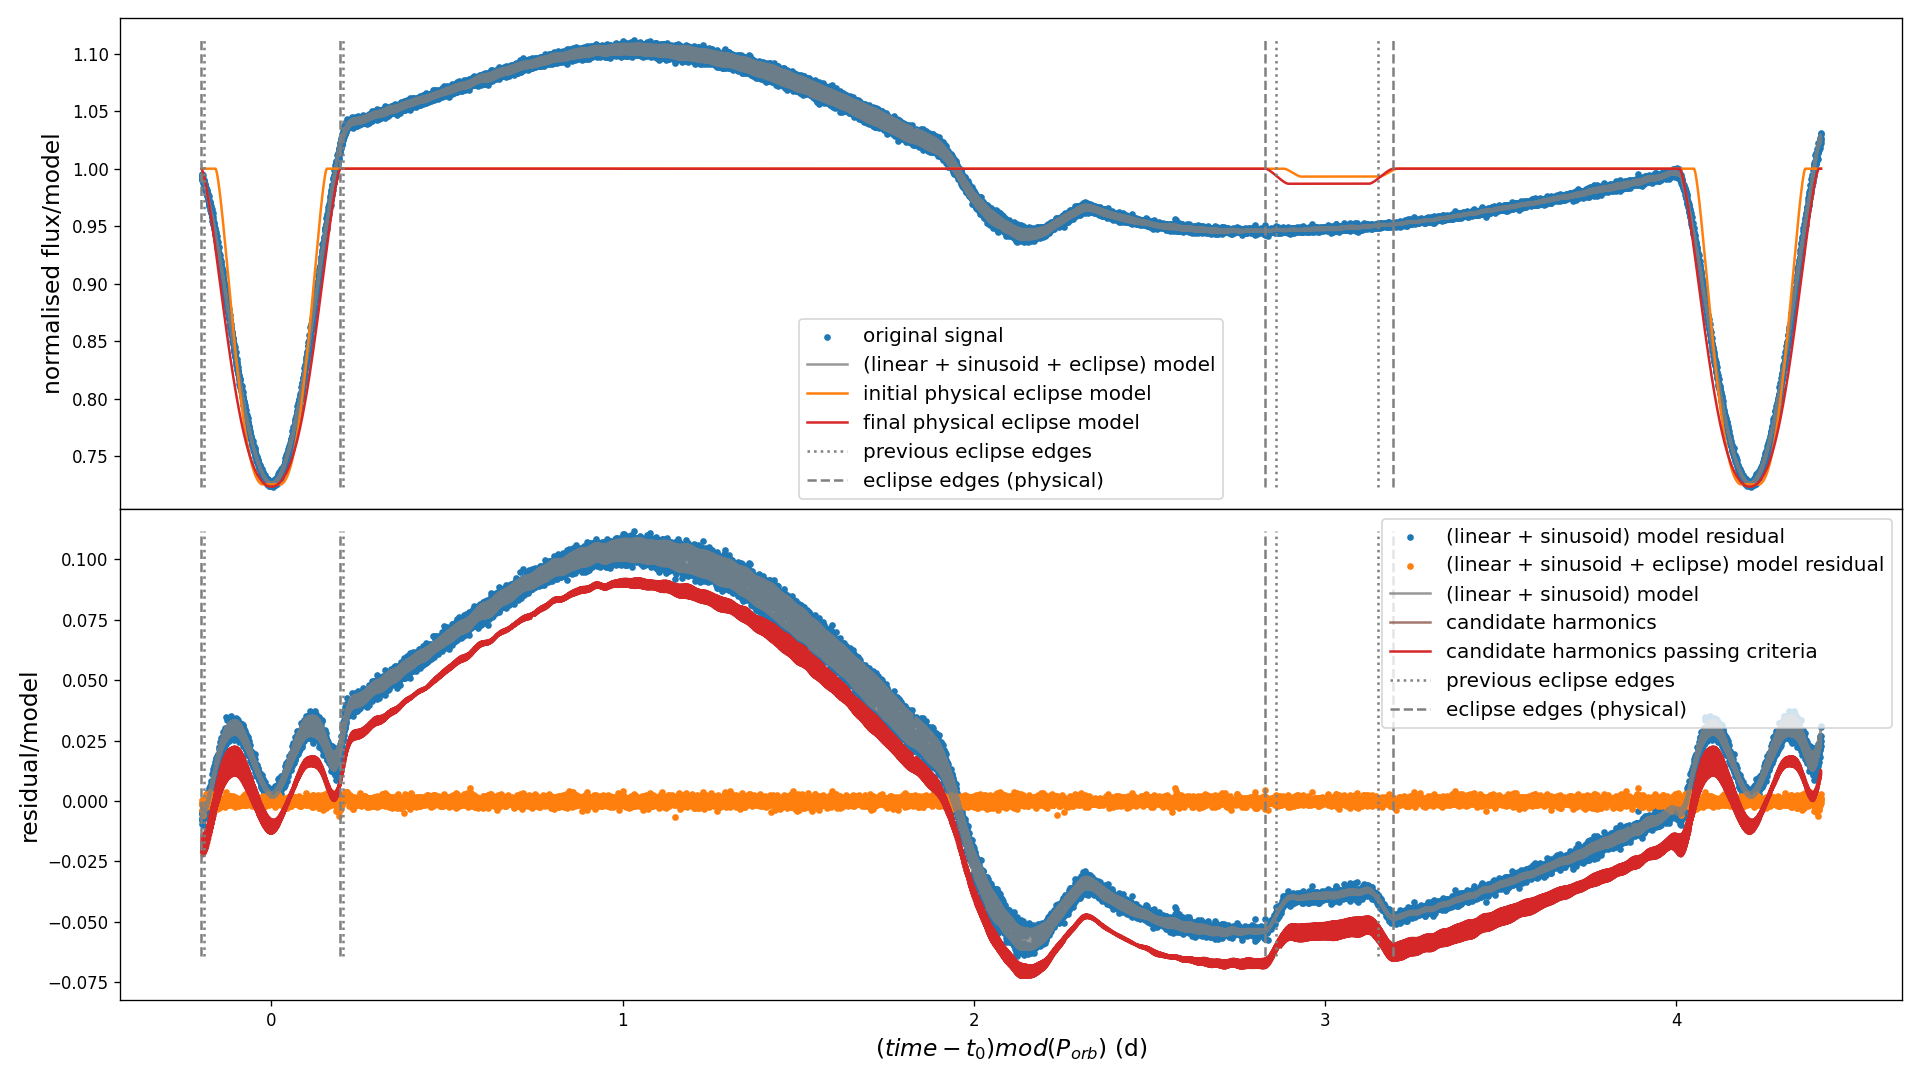 normalised flux/model
1.10
1.05
1.00
0.95
0.90
0.85
0.80
0.75
original signal
(linear + sinusoid + eclipse) model
initial physical eclipse model
final physical eclipse model
previous eclipse edges
eclipse edges (physical)
residual/model
0.100
0.075
0.050
0.025
0.000
−0.025
−0.050
−0.075
(linear + sinusoid) model residual
(linear + sinusoid + eclipse) model residual
(linear + sinusoid) model
candidate harmonics
candidate harmonics passing criteria
previous eclipse edges
eclipse edges (physical)
0 1 2 3 4
(time − t₀)mod(P_orb) (d)